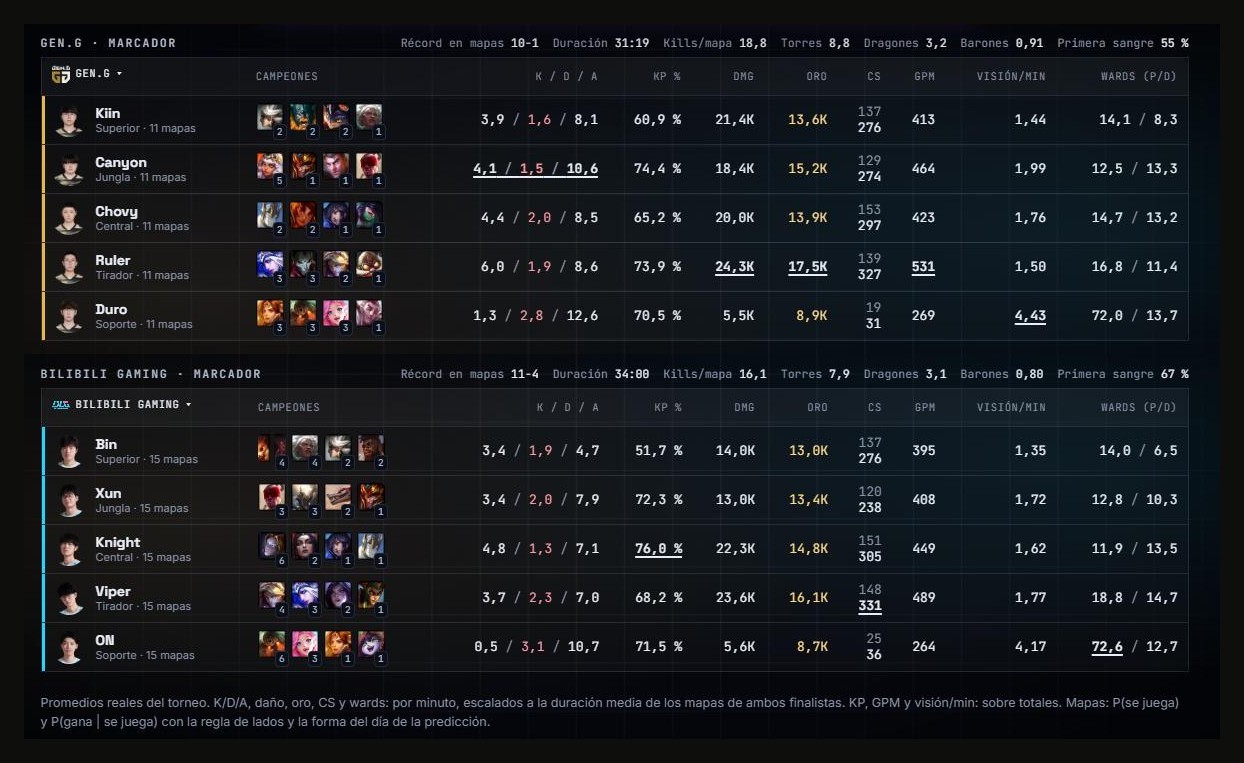 GEN.G · MARCADOR Récord en mapas 10-1 Duración 31:19 Kills/mapa 18,8 Torres 8,8 Dragones 3,2 Barones 0,91 Primera sangre 55 %
GEN.G CAMPEONES K / D / A KP % DMG ORO CS GPM VISIÓN/MIN WARDS (P/D)
Kiin 137
2 2 2 1 3,9 / 1,6 / 8,1 60,9 % 21,4K 13,6K 413 1,44 14,1 / 8,3
Superior · 11 mapas 276
Canyon 129
5 1 1 1 4,1 / 1,5 / 10,6 74,4 % 18,4K 15,2K 464 1,99 12,5 / 13,3
Jungla · 11 mapas 274
Chovy 153
2 2 1 1 4,4 / 2,0 / 8,5 65,2 % 20,0K 13,9K 423 1,76 14,7 / 13,2
Central · 11 mapas 297
Ruler 139
3 3 2 1 6,0 / 1,9 / 8,6 73,9 % 24,3K 17,5K 531 1,50 16,8 / 11,4
Tirador · 11 mapas 327
Duro 19
3 3 3 1 1,3 / 2,8 / 12,6 70,5 % 5,5K 8,9K 269 4,43 72,0 / 13,7
Soporte · 11 mapas 31
BILIBILI GAMING · MARCADOR Récord en mapas 11-4 Duración 34:00 Kills/mapa 16,1 Torres 7,9 Dragones 3,1 Barones 0,80 Primera sangre 67 %
BILIBILI GAMING CAMPEONES K / D / A KP % DMG ORO CS GPM VISIÓN/MIN WARDS (P/D)
Bin 137
4 4 2 2 3,4 / 1,9 / 4,7 51,7 % 14,0K 13,0K 395 1,35 14,0 / 6,5
Superior · 15 mapas 276
Xun 120
3 3 2 1 3,4 / 2,0 / 7,9 72,3 % 13,0K 13,4K 408 1,72 12,8 / 10,3
Jungla · 15 mapas 238
Knight 151
6 2 1 1 4,8 / 1,3 / 7,1 76,0 % 22,3K 14,8K 449 1,62 11,9 / 13,5
Central · 15 mapas 305
Viper 148
4 3 2 1 3,7 / 2,3 / 7,0 68,2 % 23,6K 16,1K 489 1,77 18,8 / 14,7
Tirador · 15 mapas 331
ON 25
6 3 1 1 0,5 / 3,1 / 10,7 71,5 % 5,6K 8,7K 264 4,17 72,6 / 12,7
Soporte · 15 mapas 36
Promedios reales del torneo. K/D/A, daño, oro, CS y wards: por minuto, escalados a la duración media de los mapas de ambos finalistas. KP, GPM y visión/min: sobre totales. Mapas: P(se juega)
y P(gana | se juega) con la regla de lados y la forma del día de la predicción.